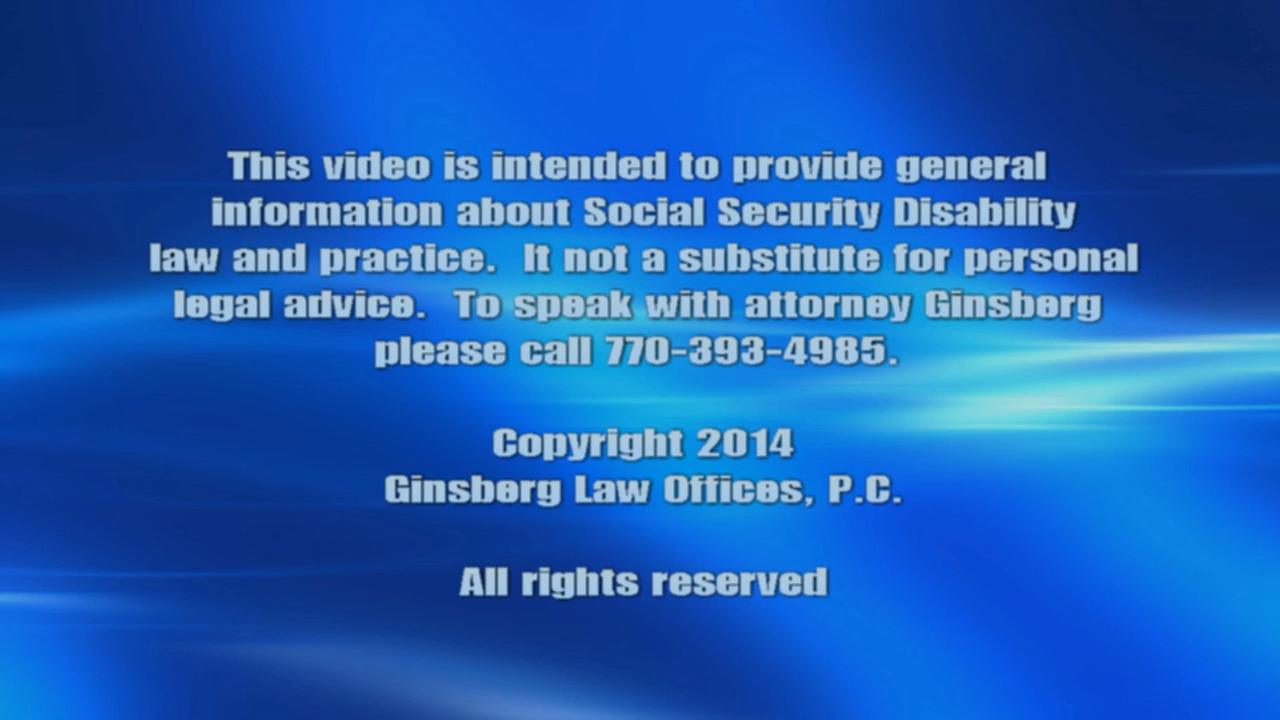 This video is intended to provide general
information about Social Security Disability
law and practice.  It not a substitute for personal
legal advice.  To speak with attorney Ginsberg
please call 770-393-4985.
Copyright 2014
Ginsberg Law Offices, P.C.
All rights reserved